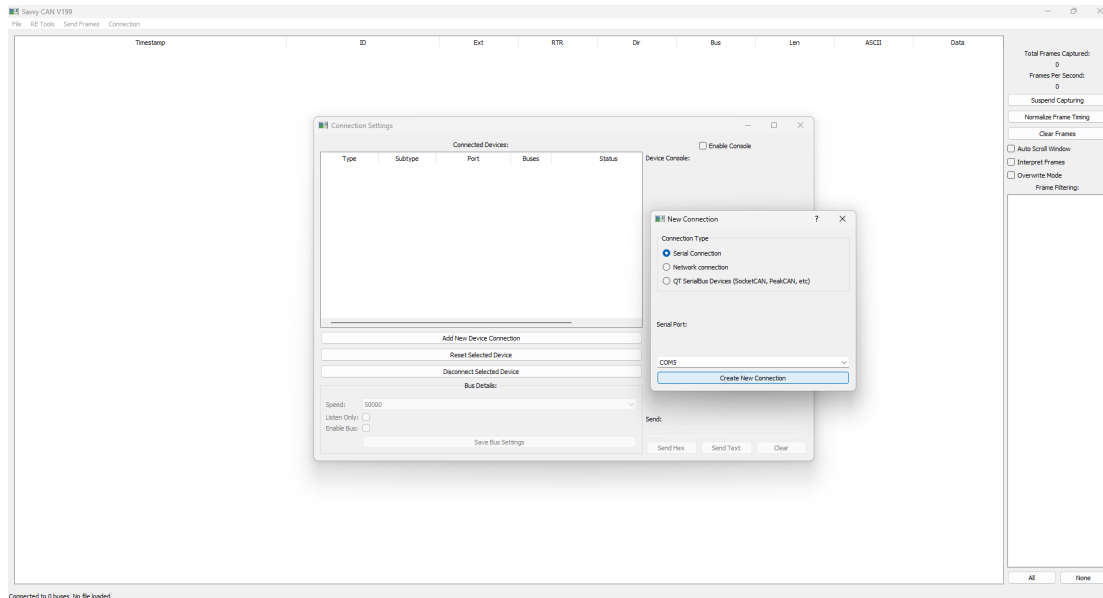 Savvy CAN V199
File RE Tools Send Frames Connection
Timestamp ID Ext RTR Dir Bus Len ASCII Data
Total Frames Captured:
0
Frames Per Second:
0
Suspend Capturing
Normalize Frame Timing
Clear Frames
Auto Scroll Window
Interpret Frames
Overwrite Mode
Frame Filtering:
All None
Connection Settings
Connected Devices:
Type Subtype Port Buses Status
Add New Device Connection
Reset Selected Device
Disconnect Selected Device
Bus Details:
Speed: 50000
Listen Only:
Enable Bus:
Save Bus Settings
Enable Console
Device Console:
Send:
Send Hex Send Text Clear
New Connection ?
Connection Type
Serial Connection
Network connection
QT SerialBus Devices (SocketCAN, PeakCAN, etc)
Serial Port:
COM5
Create New Connection
Connected to 0 buses No file loaded